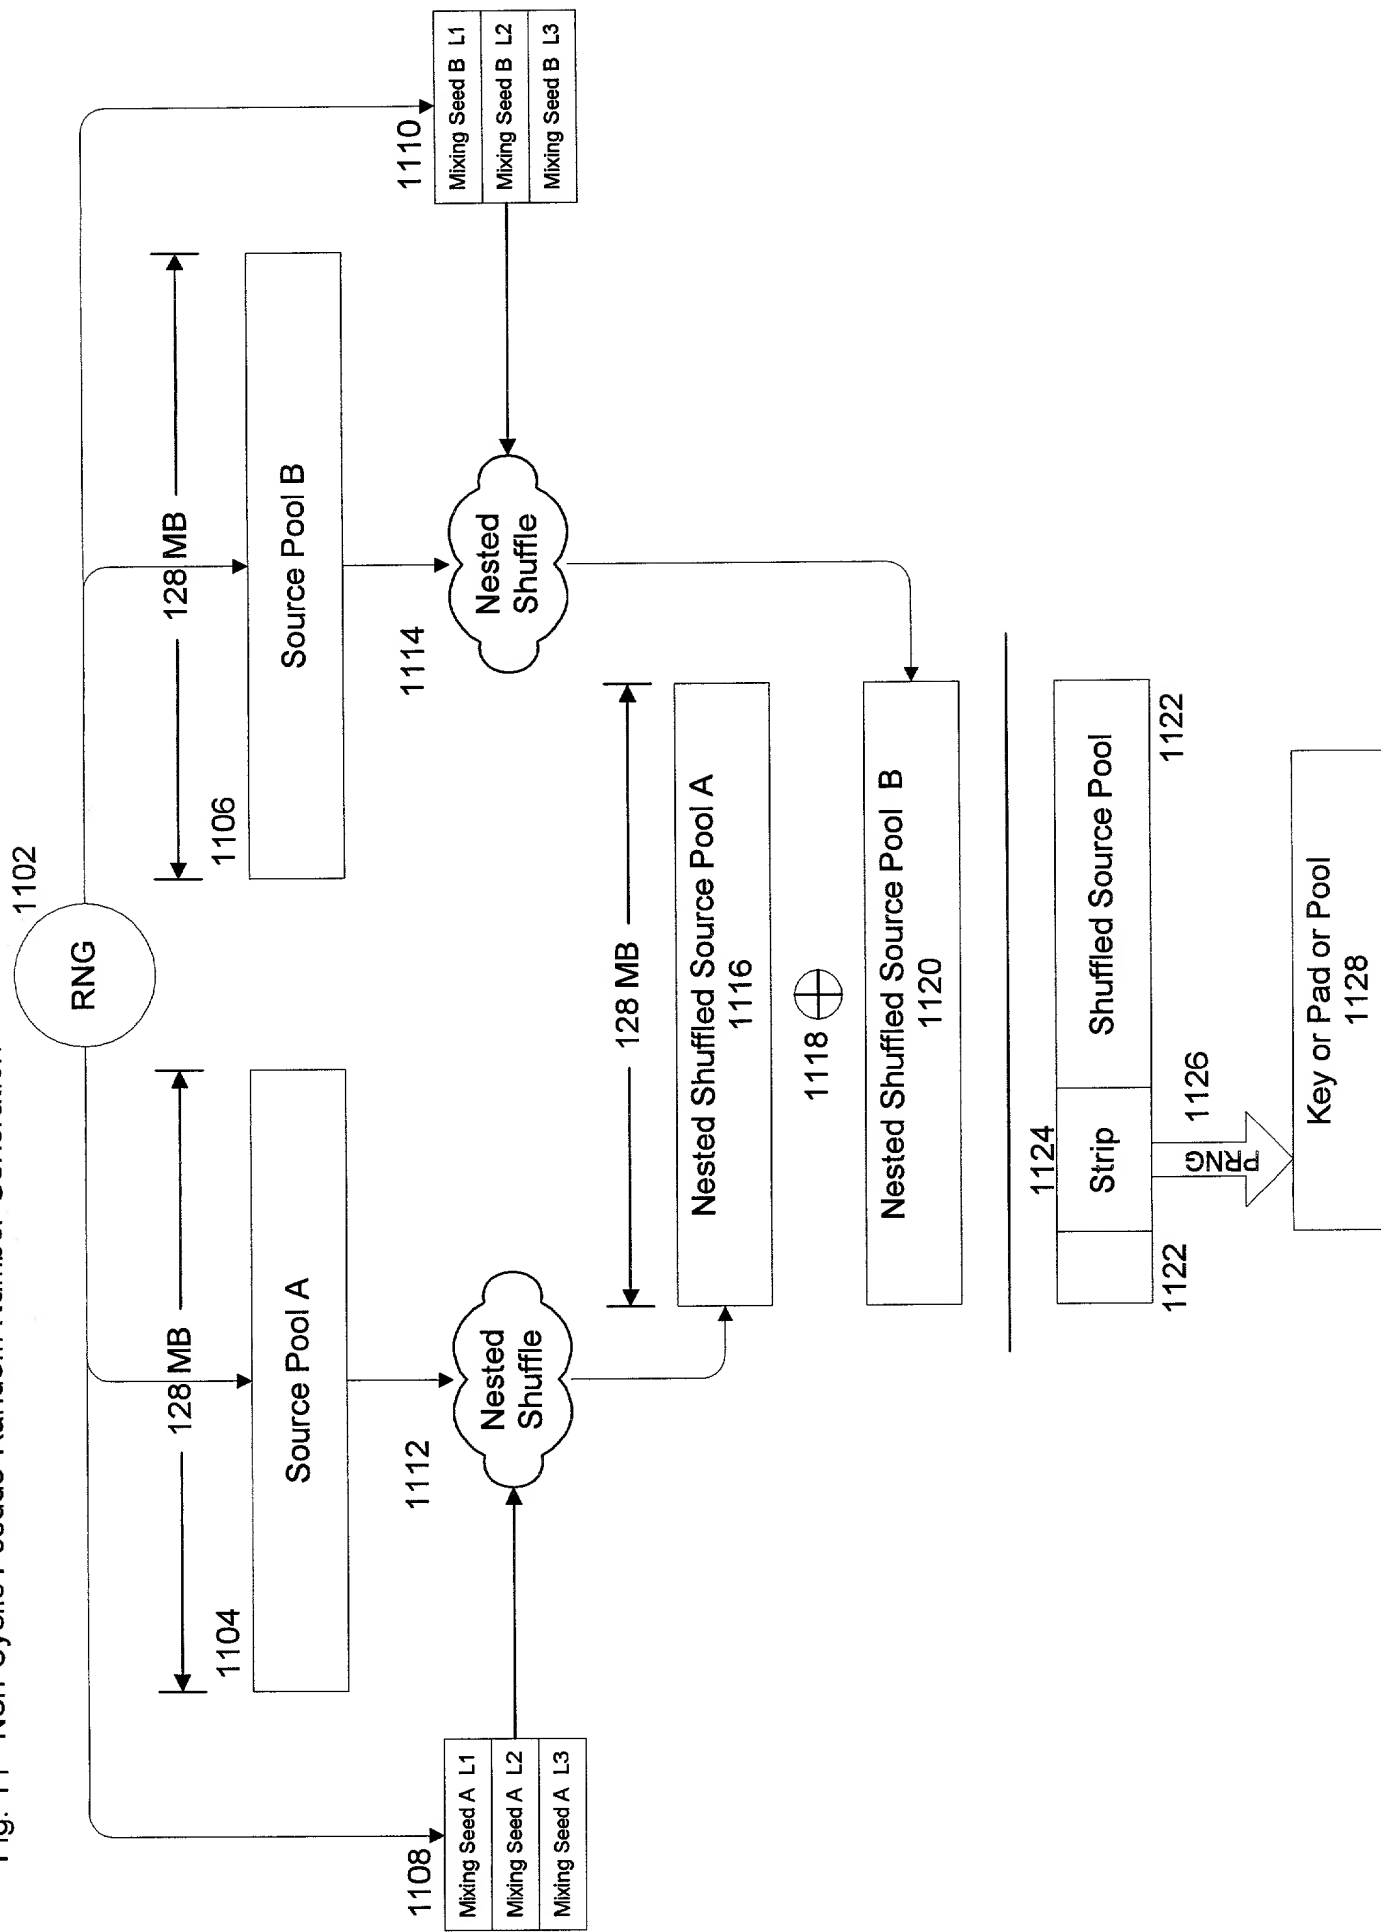 Fig. 11 Non Cyclic Pseudo Random Number Generation
1102
RNG
128 MB
128 MB
1104
1106
Source Pool A
Source Pool B
1108
Mixing Seed A L1
Mixing Seed A L2
Mixing Seed A L3
1110
Mixing Seed B L1
Mixing Seed B L2
Mixing Seed B L3
1112
Nested
Shuffle
1114
Nested
Shuffle
128 MB
Nested Shuffled Source Pool A
1116
1118
Nested Shuffled Source Pool B
1120
1124
Strip
Shuffled Source Pool
1122
1122
PRNG
1126
Key or Pad or Pool
1128